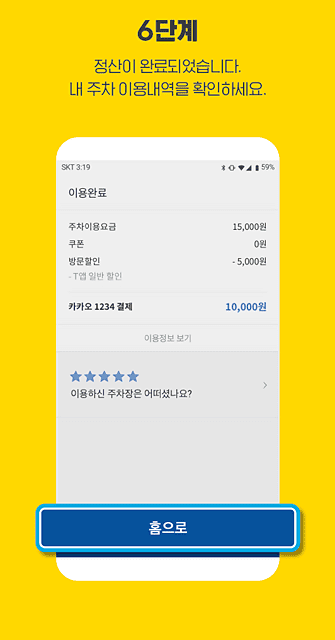 6단계
정산이 완료되었습니다.
내 주차 이용내역을 확인하세요.
SKT 3:19 59%
이용완료
주차이용요금 15,000원
쿠폰 0원
방문할인 - 5,000원
- T앱 일반 할인
카카오 1234 결제 10,000원
이용정보 보기
이용하신 주차장은 어떠셨나요?
홈으로